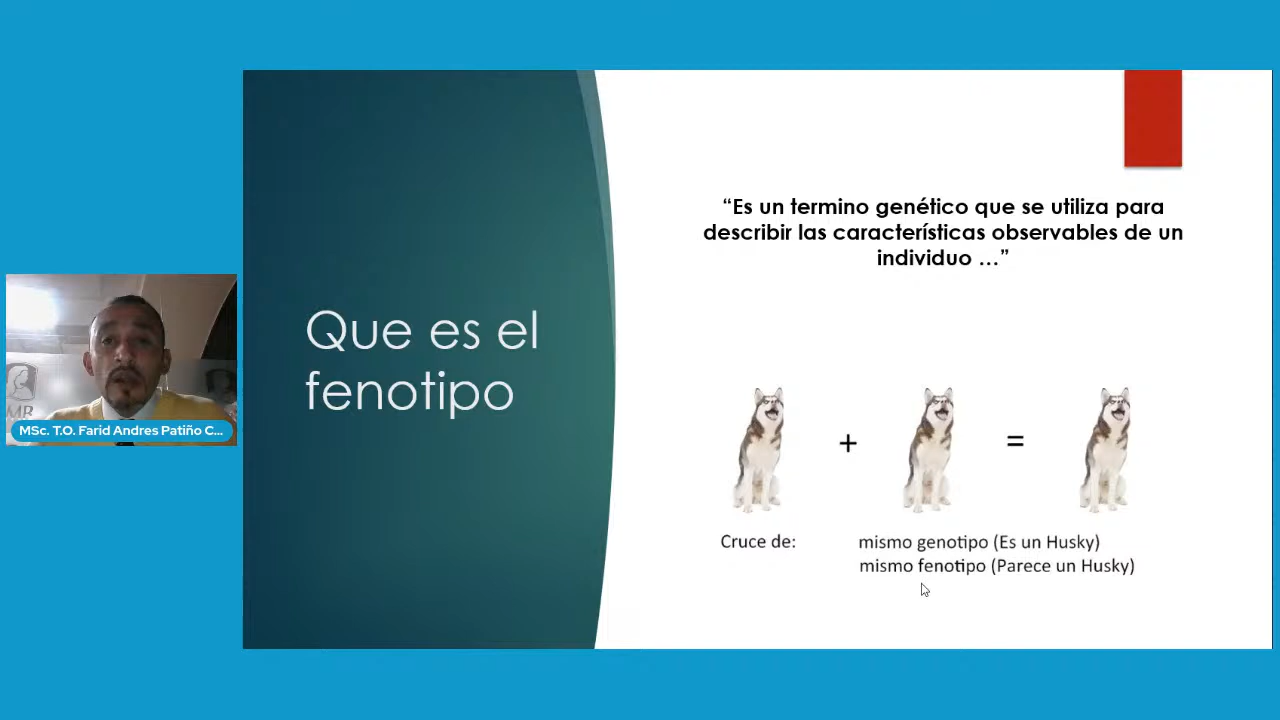 “Es un termino genético que se utiliza para
describir las características observables de un
individuo …”
Que es el
fenotipo
+
=
Cruce de:
mismo genotipo (Es un Husky)
mismo fenotipo (Parece un Husky)
MSc. T.O. Farid Andres Patiño C...